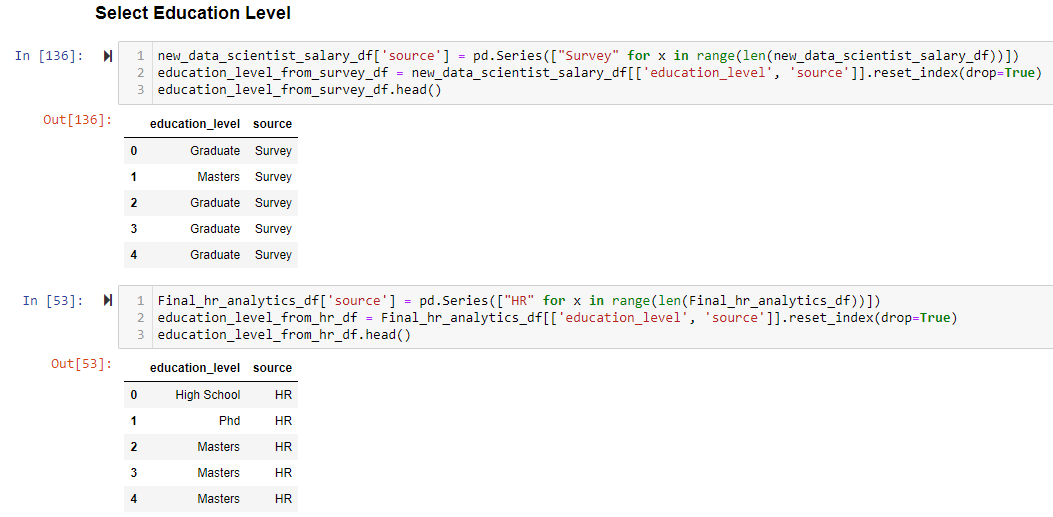 Select Education Level
In [136]:
1 new_data_scientist_salary_df['source'] = pd.Series(["Survey" for x in range(len(new_data_scientist_salary_df))])
2 education_level_from_survey_df = new_data_scientist_salary_df[['education_level', 'source']].reset_index(drop=True)
3 education_level_from_survey_df.head()
Out[136]:
education_level source
0 Graduate Survey
1 Masters Survey
2 Graduate Survey
3 Graduate Survey
4 Graduate Survey
In [53]:
1 Final_hr_analytics_df['source'] = pd.Series(["HR" for x in range(len(Final_hr_analytics_df))])
2 education_level_from_hr_df = Final_hr_analytics_df[['education_level', 'source']].reset_index(drop=True)
3 education_level_from_hr_df.head()
Out[53]:
education_level source
0 High School HR
1 Phd HR
2 Masters HR
3 Masters HR
4 Masters HR